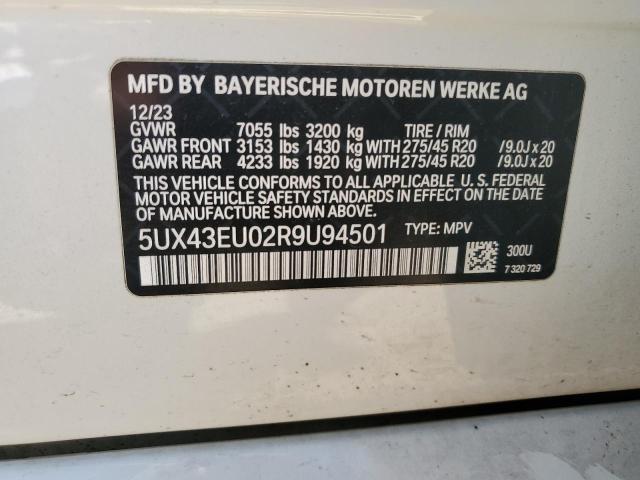 MFD BY BAYERISCHE MOTOREN WERKE AG
12/23
GVWR 7055 lbs 3200 kg TIRE / RIM
GAWR FRONT 3153 lbs 1430 kg WITH 275/45 R20 /9.0J x 20
GAWR REAR 4233 lbs 1920 kg WITH 275/45 R20 /9.0J x 20
THIS VEHICLE CONFORMS TO ALL APPLICABLE U. S. FEDERAL
MOTOR VEHICLE SAFETY STANDARDS IN EFFECT ON THE DATE
OF MANUFACTURE SHOWN ABOVE.
5UX43EU02R9U94501 TYPE: MPV
300U
7 320 729